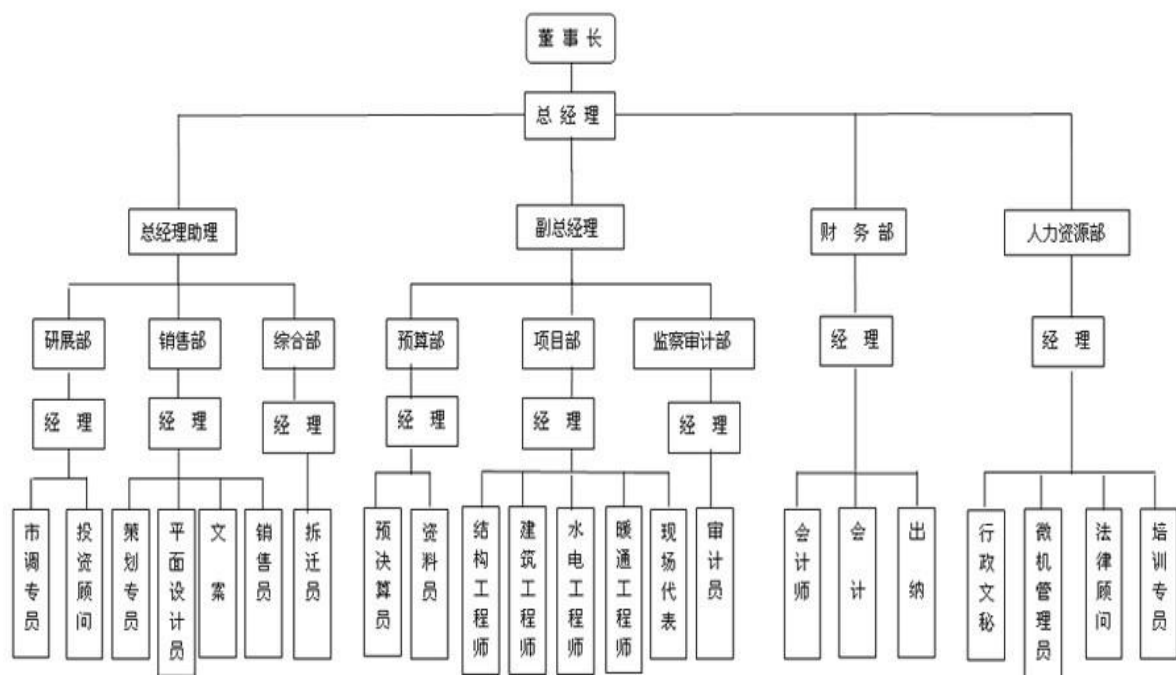 董事长
总经理
总经理助理
副总经理
财务部
人力资源部
研展部
销售部
综合部
预算部
项目部
监察审计部
经理
经理
经理
经理
经理
经理
经理
经理
市调专员
投资顾问
策划专员
平面设计员
文案
销售员
拆迁员
预决算员
资料员
结构工程师
建筑工程师
水电工程师
暖通工程师
现场代表
审计员
会计师
会计
出纳
行政文秘
微机管理员
法律顾问
培训专员